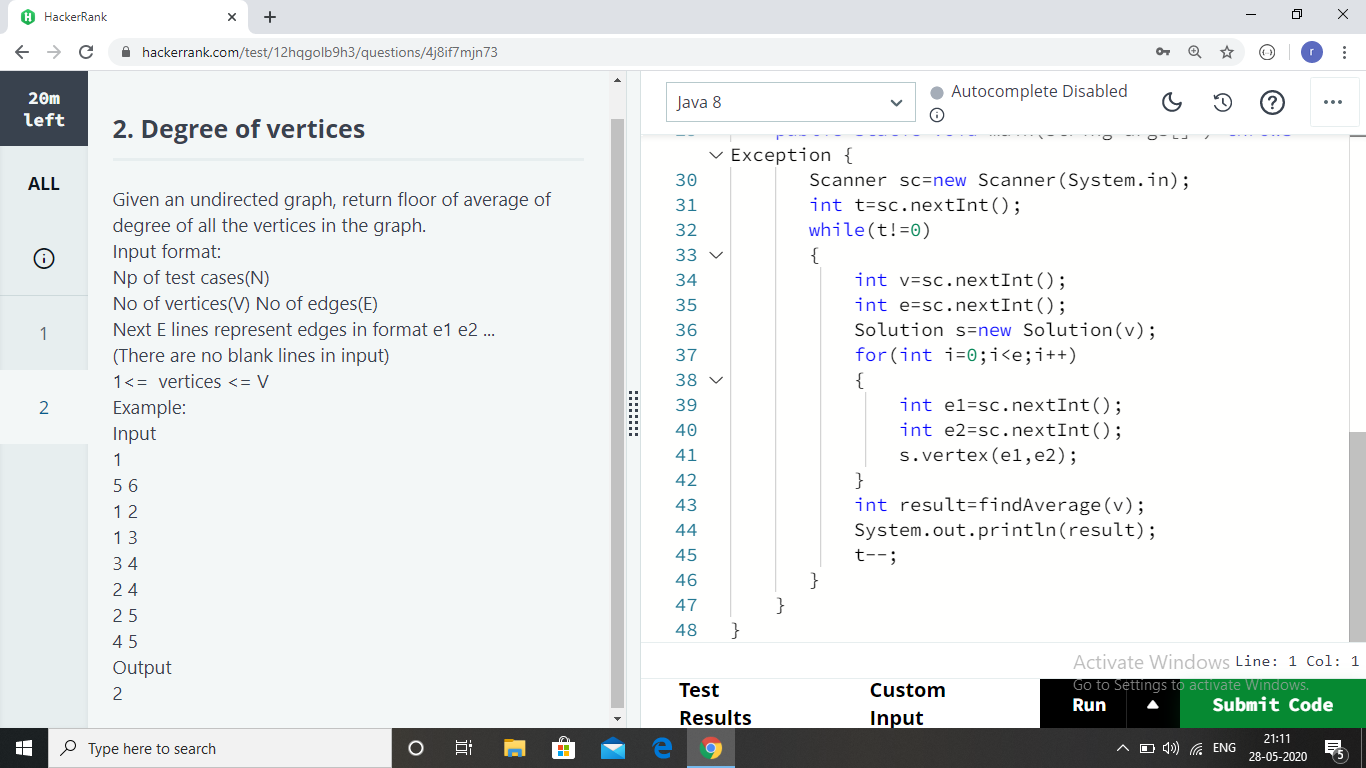 HackerRank
hackerrank.com/test/12hqgolb9h3/questions/4j8if7mjn73
r
20m
left
ALL
1
2
2. Degree of vertices
Given an undirected graph, return floor of average of
degree of all the vertices in the graph.
Input format:
Np of test cases(N)
No of vertices(V) No of edges(E)
Next E lines represent edges in format e1 e2 ...
(There are no blank lines in input)
1<=  vertices <= V
Example:
Input
1
5 6
1 2
1 3
3 4
2 4
2 5
4 5
Output
2
Java 8
Autocomplete Disabled
Exception {
30 Scanner sc=new Scanner(System.in);
31 int t=sc.nextInt();
32 while(t!=0)
33 {
34 int v=sc.nextInt();
35 int e=sc.nextInt();
36 Solution s=new Solution(v);
37 for(int i=0;i<e;i++)
38 {
39 int e1=sc.nextInt();
40 int e2=sc.nextInt();
41 s.vertex(e1,e2);
42 }
43 int result=findAverage(v);
44 System.out.println(result);
45 t--;
46 }
47 }
48 }
Activate Windows
Go to Settings to activate Windows.
Line: 1 Col: 1
Test
Results
Custom
Input
Run
Submit Code
Type here to search
ENG
21:11
28-05-2020
5